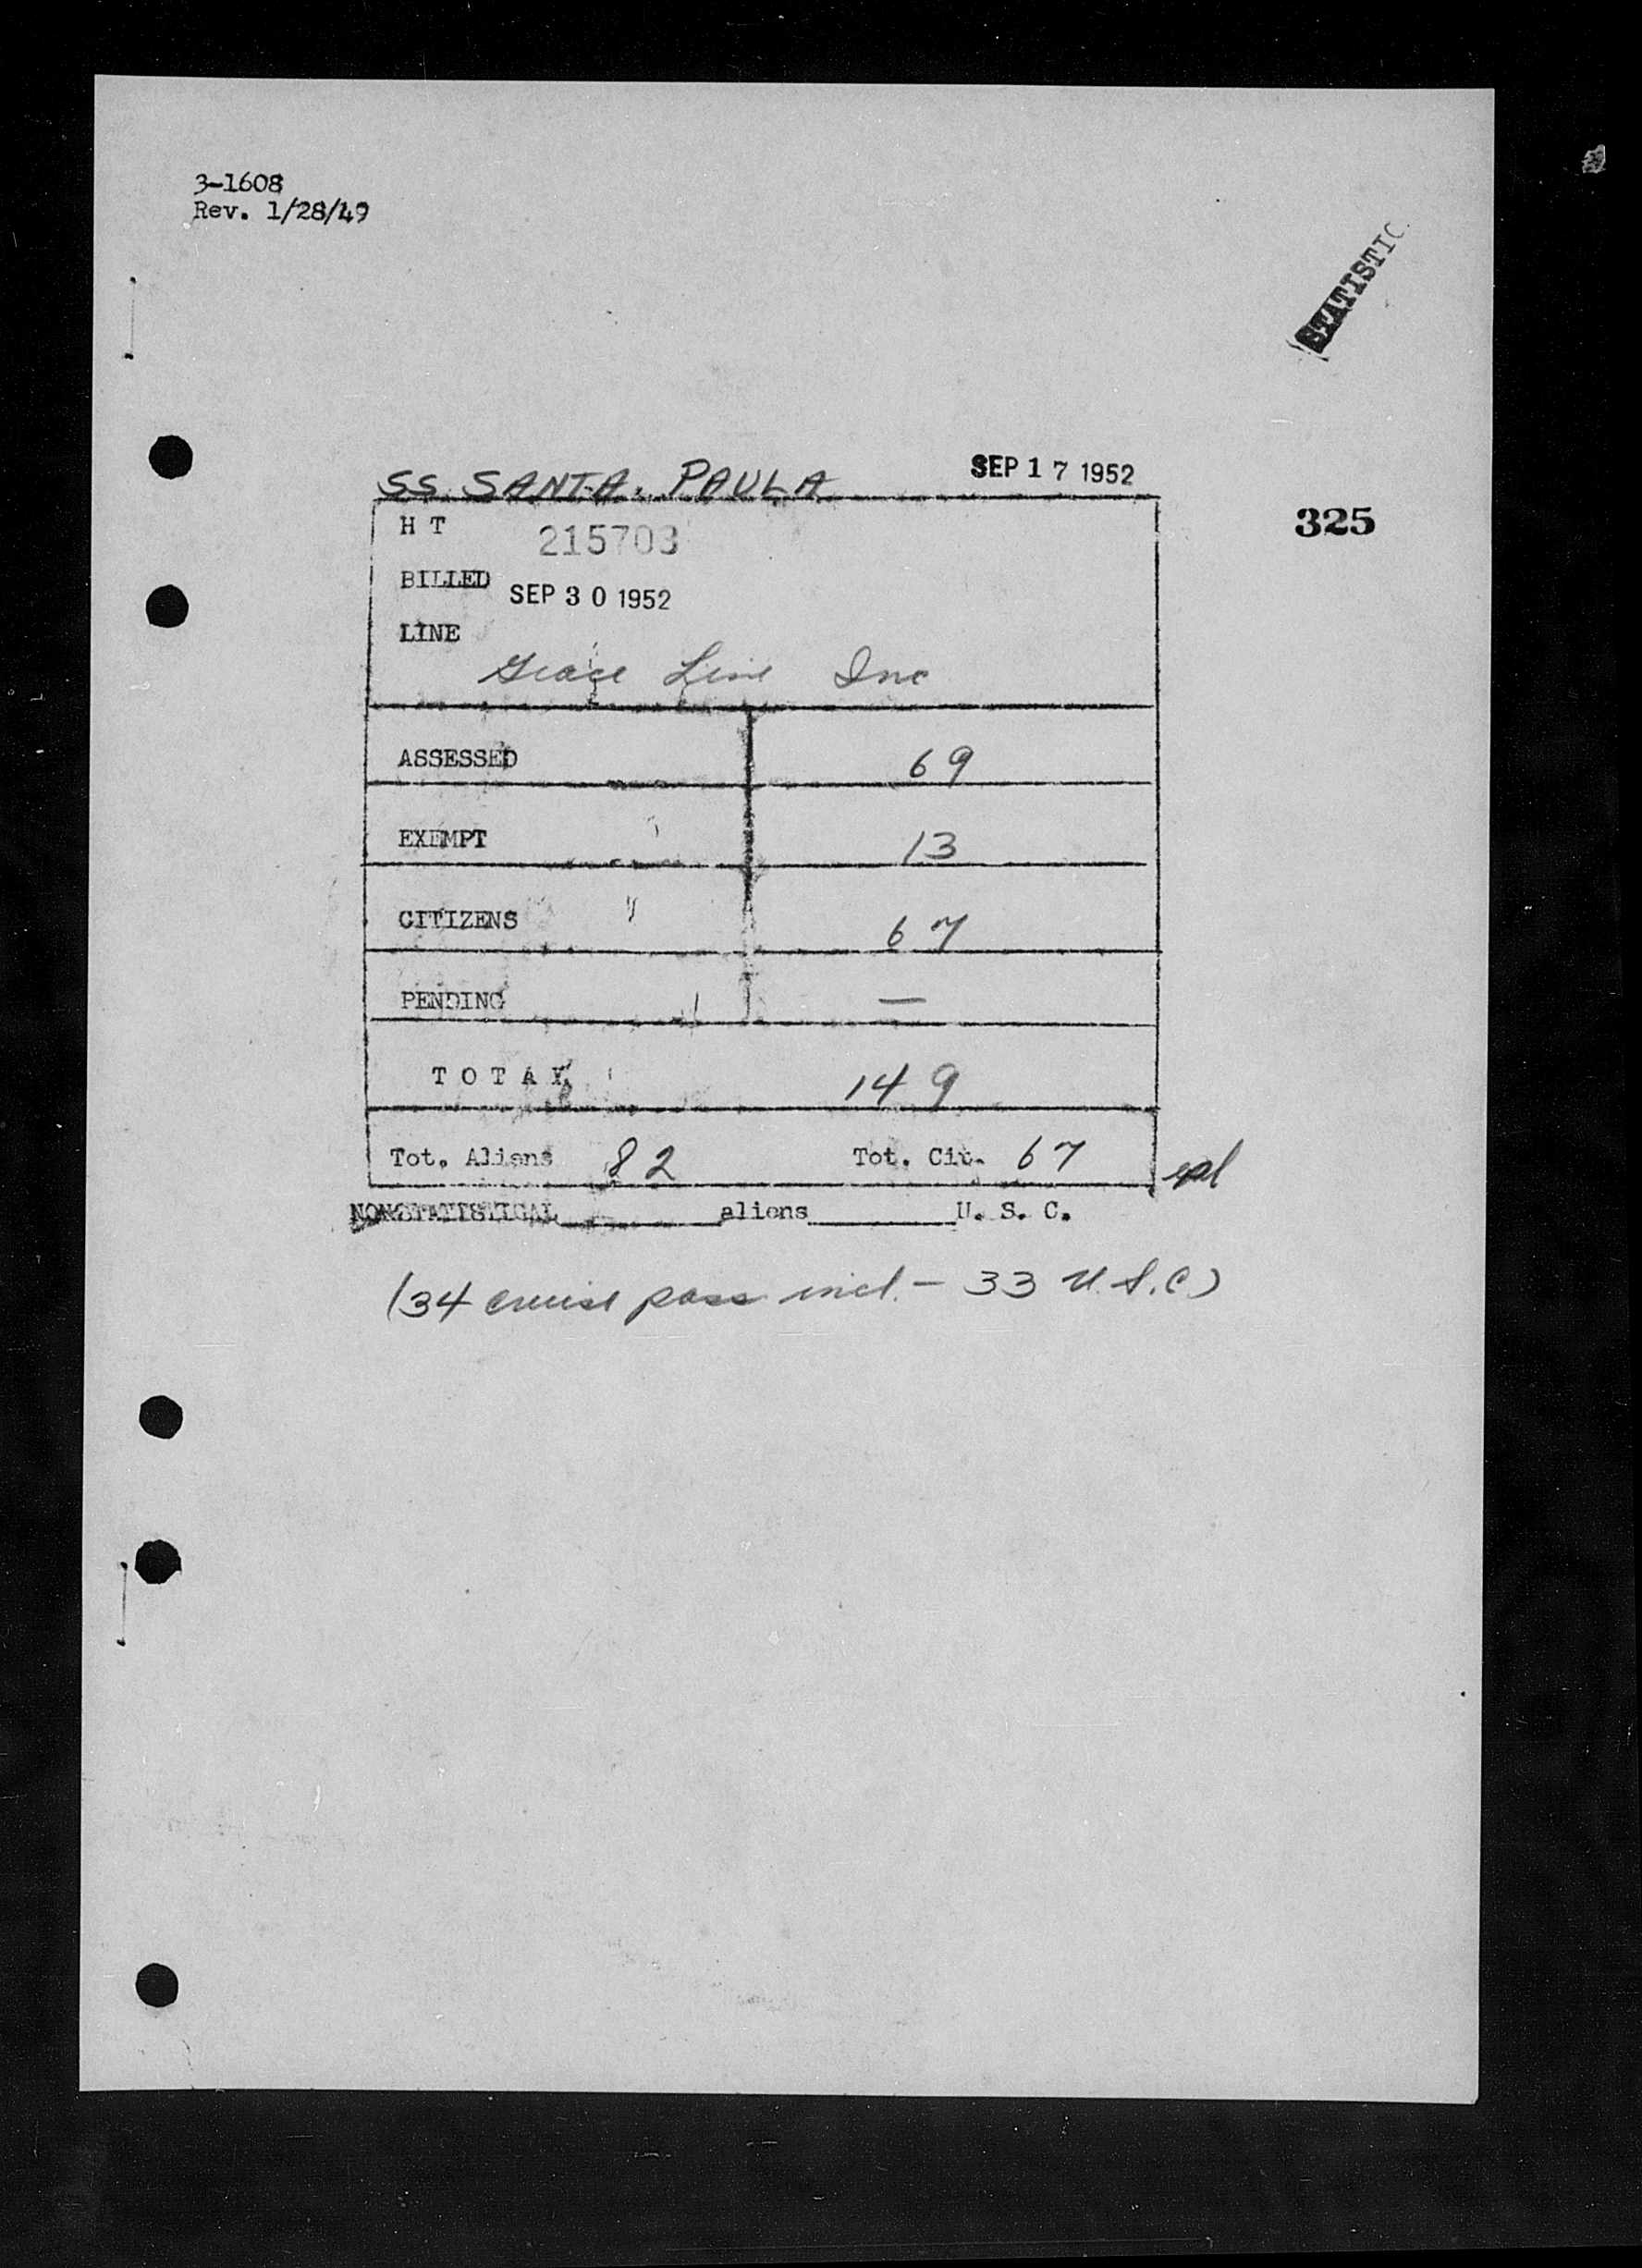 3-1608
Rev. 1/28/49
STATISTIC
SS SANTA PAULA SEP 17 1952
325
H T 215703
BILLED SEP 30 1952
LINE
Grace Line Inc
ASSESSED 69
EXEMPT 13
CITIZENS 67
PENDING —
TOTAL 149
Tot. Aliens 82 Tot. Cit. 67
NONSTATISTICAL aliens U. S. C.
(34 cruise pass incl. - 33 U.S.C)